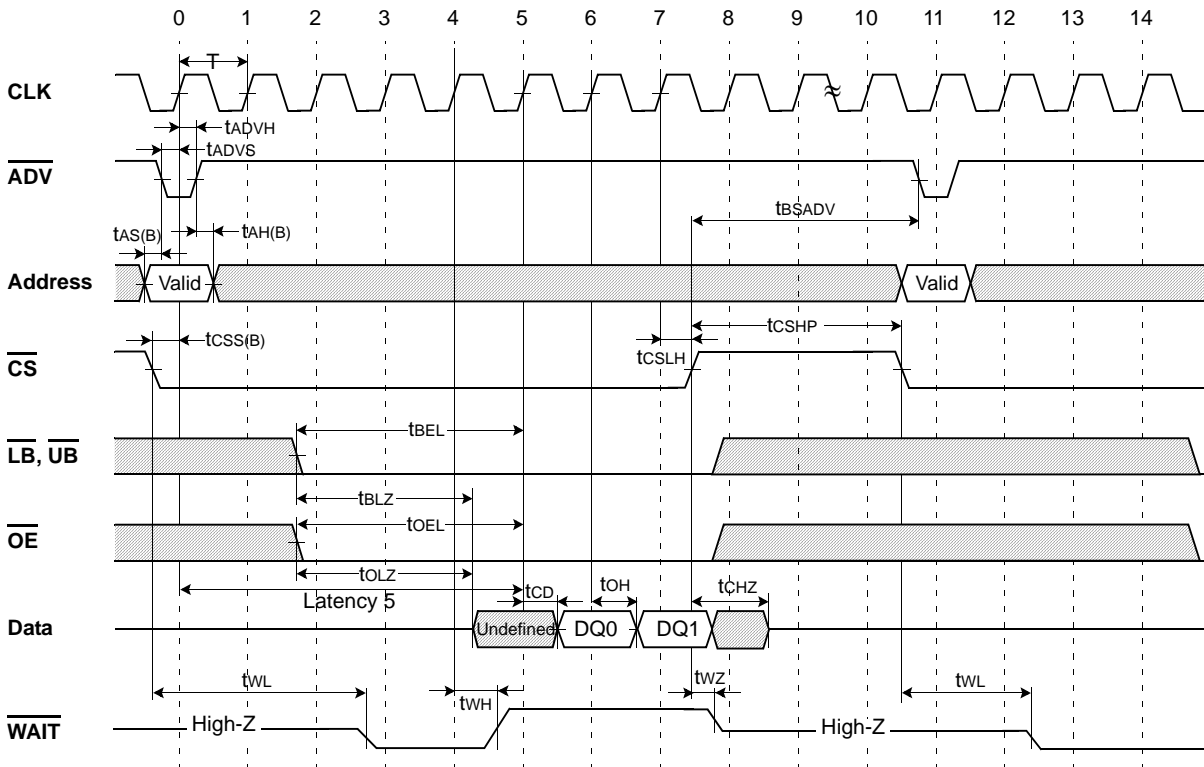 0 1 2 3 4 5 6 7 8 9 10 11 12 13 14
T
CLK
≈
tADVH
tADVS
ADV
tBSADV
tAS(B) tAH(B)
Address Valid Valid
tCSHP
tCSS(B) tCSLH
CS
tBEL
LB, UB
tBLZ
tOEL
OE
tOLZ tCD tOH tCHZ
Latency 5
Data Undefined DQ0 DQ1
tWL tWH tWZ tWL
WAIT High-Z High-Z